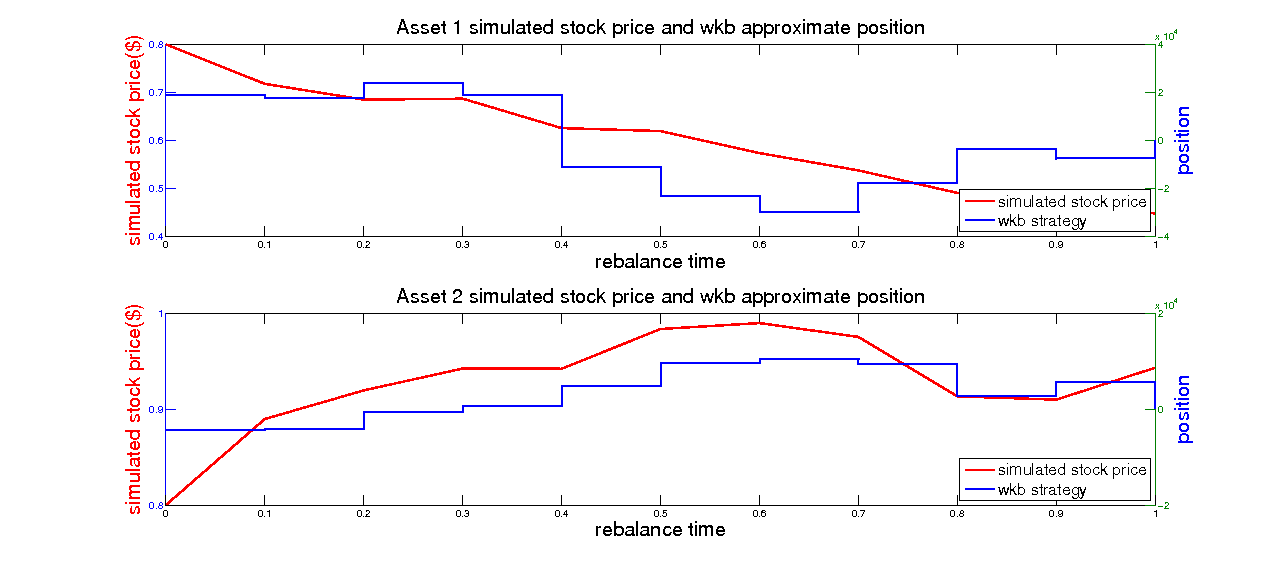 Asset 1 simulated stock price and wkb approximate position
x 10^4
simulated stock price($)
0.8
0.7
0.6
0.5
0.4
4
2
0
−2
−4
position
simulated stock price
wkb strategy
0 0.1 0.2 0.3 0.4 0.5 0.6 0.7 0.8 0.9 1
rebalance time
Asset 2 simulated stock price and wkb approximate position
x 10^4
simulated stock price($)
1
0.9
0.8
2
0
−2
position
simulated stock price
wkb strategy
0 0.1 0.2 0.3 0.4 0.5 0.6 0.7 0.8 0.9 1
rebalance time